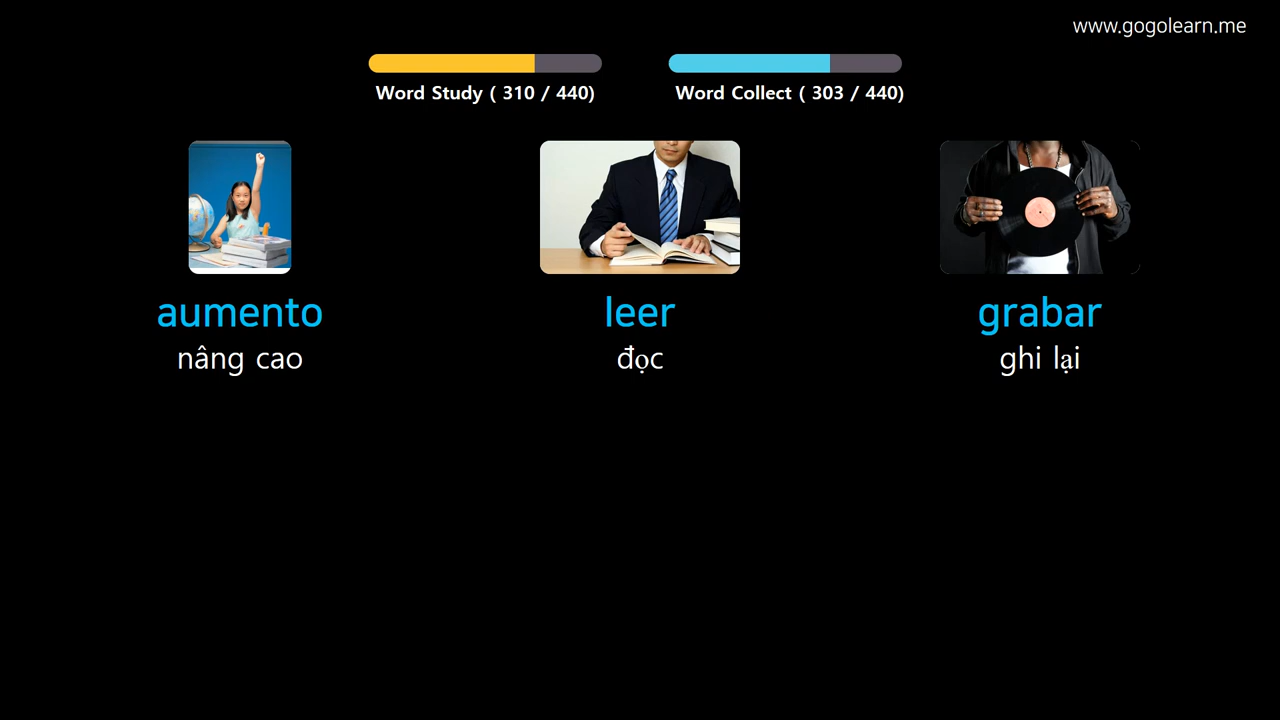 www.gogolearn.me
Word Study ( 310 / 440)
Word Collect ( 303 / 440)
aumento
nâng cao
leer
đọc
grabar
ghi lại